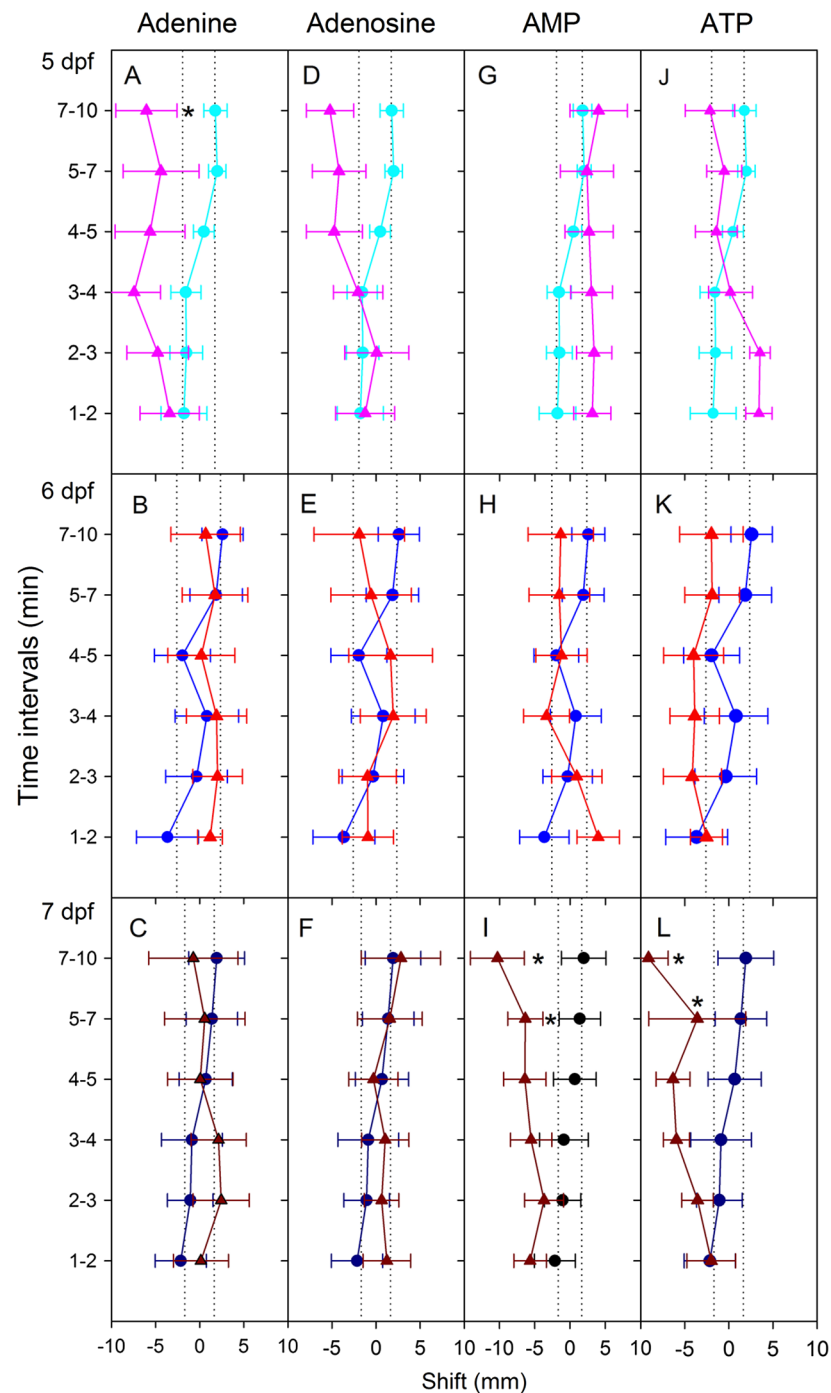 Adenine Adenosine AMP ATP
5 dpf
A D G J
7-10 *
5-7
4-5
3-4
2-3
1-2
6 dpf
B E H K
7-10
5-7
4-5
3-4
2-3
1-2
Time intervals (min)
7 dpf
C F I L
7-10 * *
5-7 * *
4-5
3-4
2-3
1-2
-10 -5 0 5 10 -5 0 5 10 -5 0 5 10 -5 0 5 10
Shift (mm)